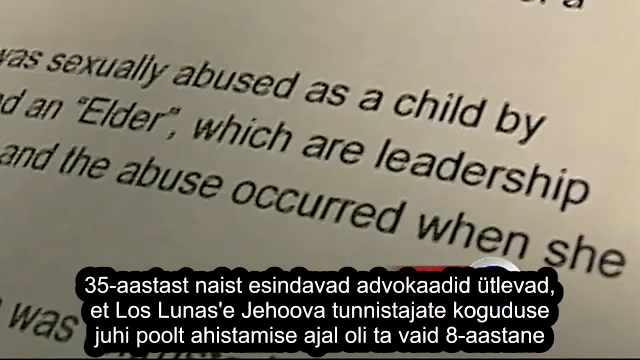 was sexually abused as a child by
an "Elder", which are leadership
and the abuse occurred when she
was
35-aastast naist esindavad advokaadid ütlevad,
et Los Lunas'e Jehoova tunnistajate koguduse
juhi poolt ahistamise ajal oli ta vaid 8-aastane